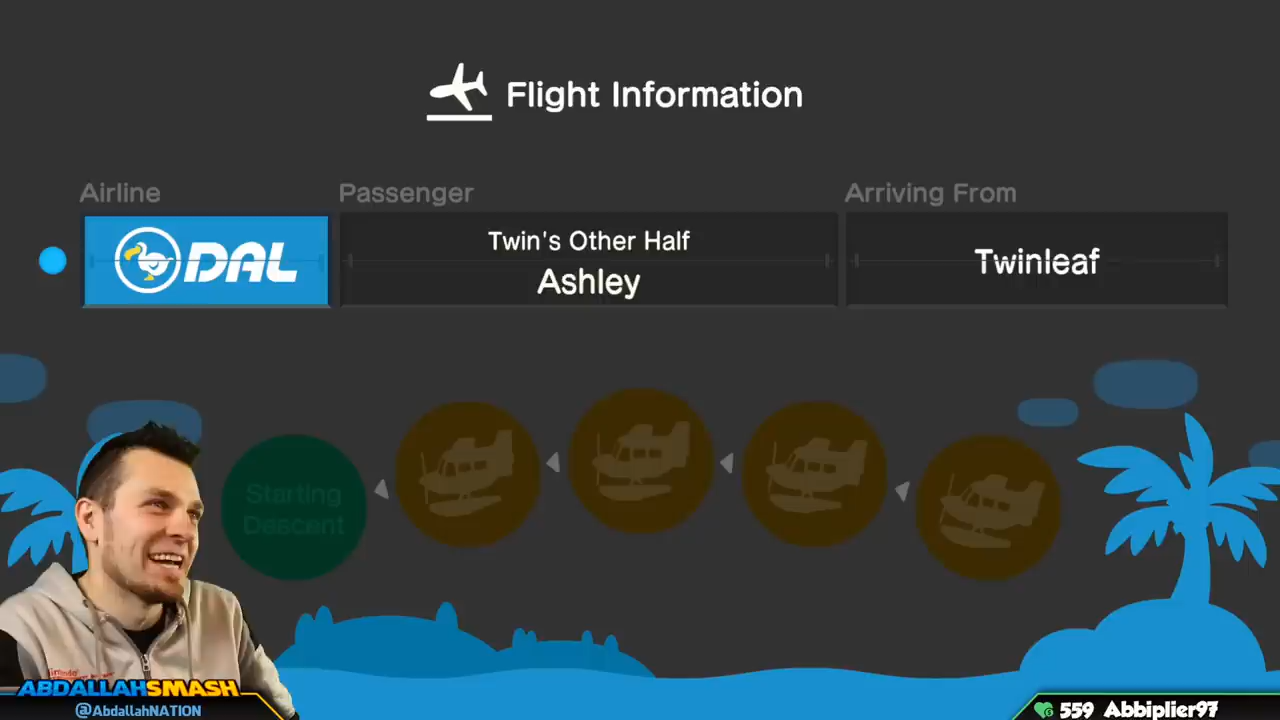 Flight Information
Airline
Passenger
Arriving From
DAL
Twin's Other Half
Ashley
Twinleaf
Starting
Descent
ABDALLAHSMASH
@AbdallahNATION
559 Abbiplier97